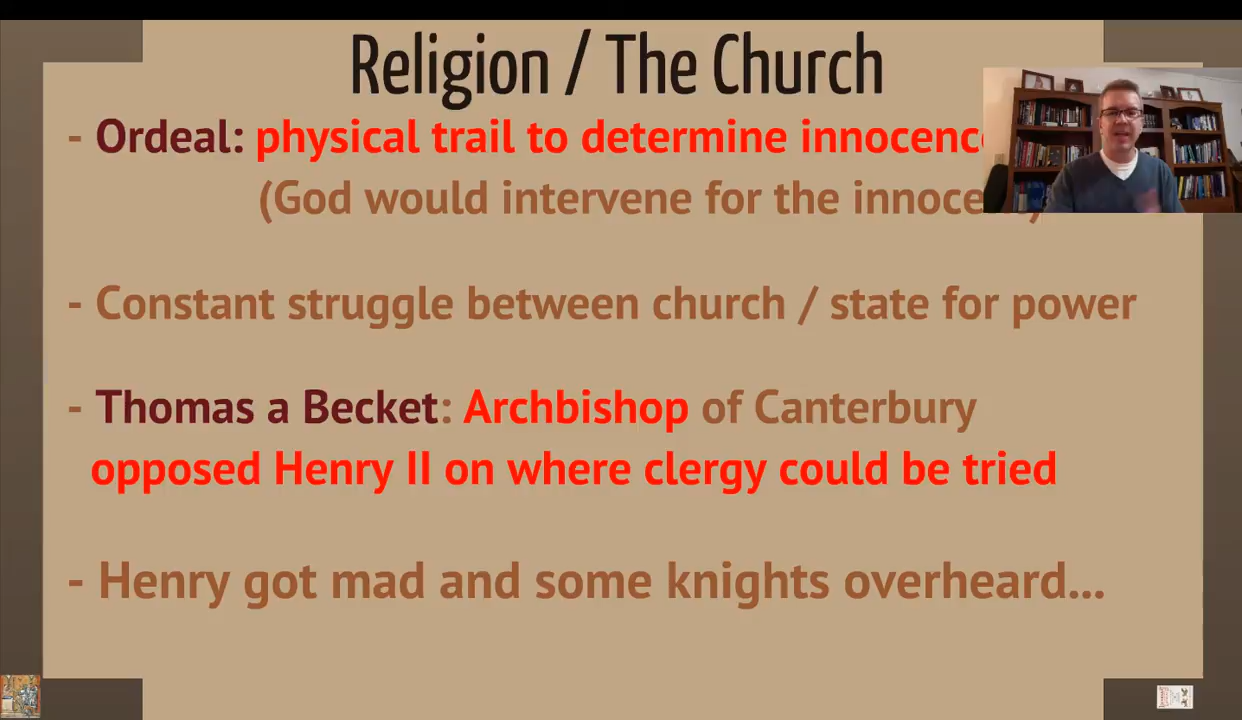 Religion / The Church
- Ordeal: physical trail to determine
(God would intervene for the
- Constant struggle between church / state for power
- Thomas a Becket: Archbishop of Canterbury
opposed Henry II on where clergy could be tried
- Henry got mad and some knights overheard...